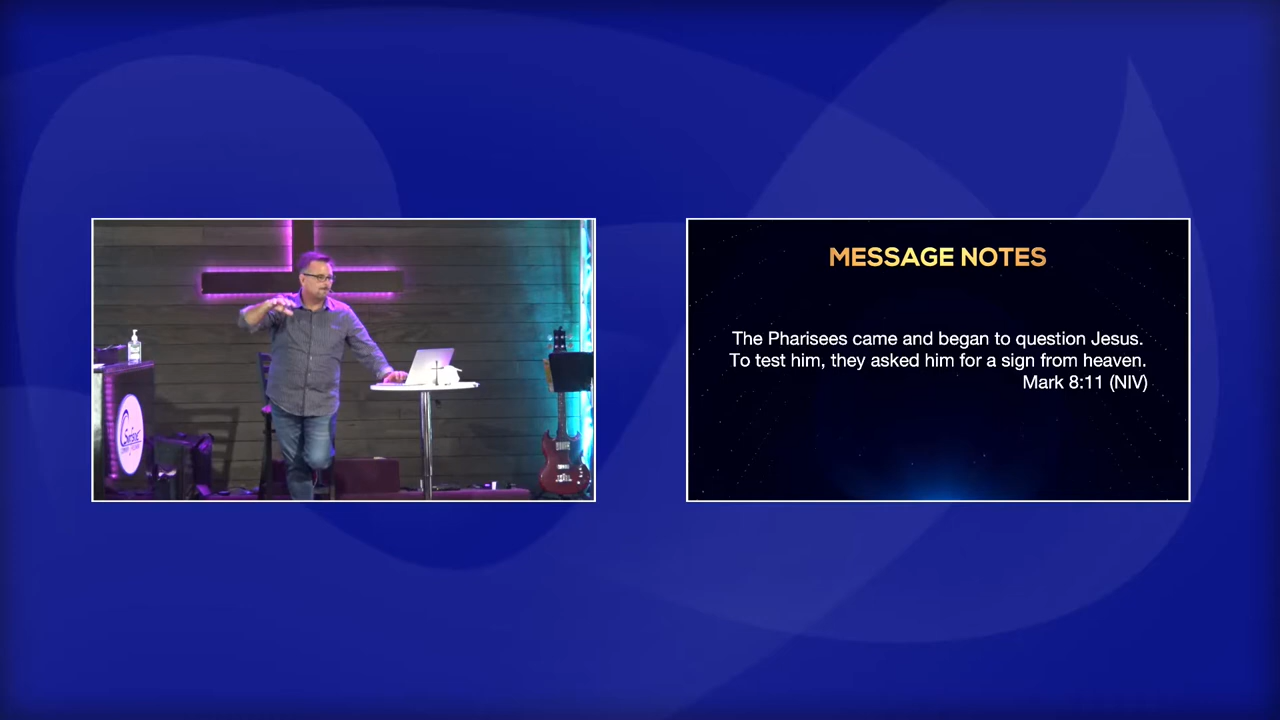 MESSAGE NOTES
The Pharisees came and began to question Jesus.
To test him, they asked him for a sign from heaven.
Mark 8:11 (NIV)